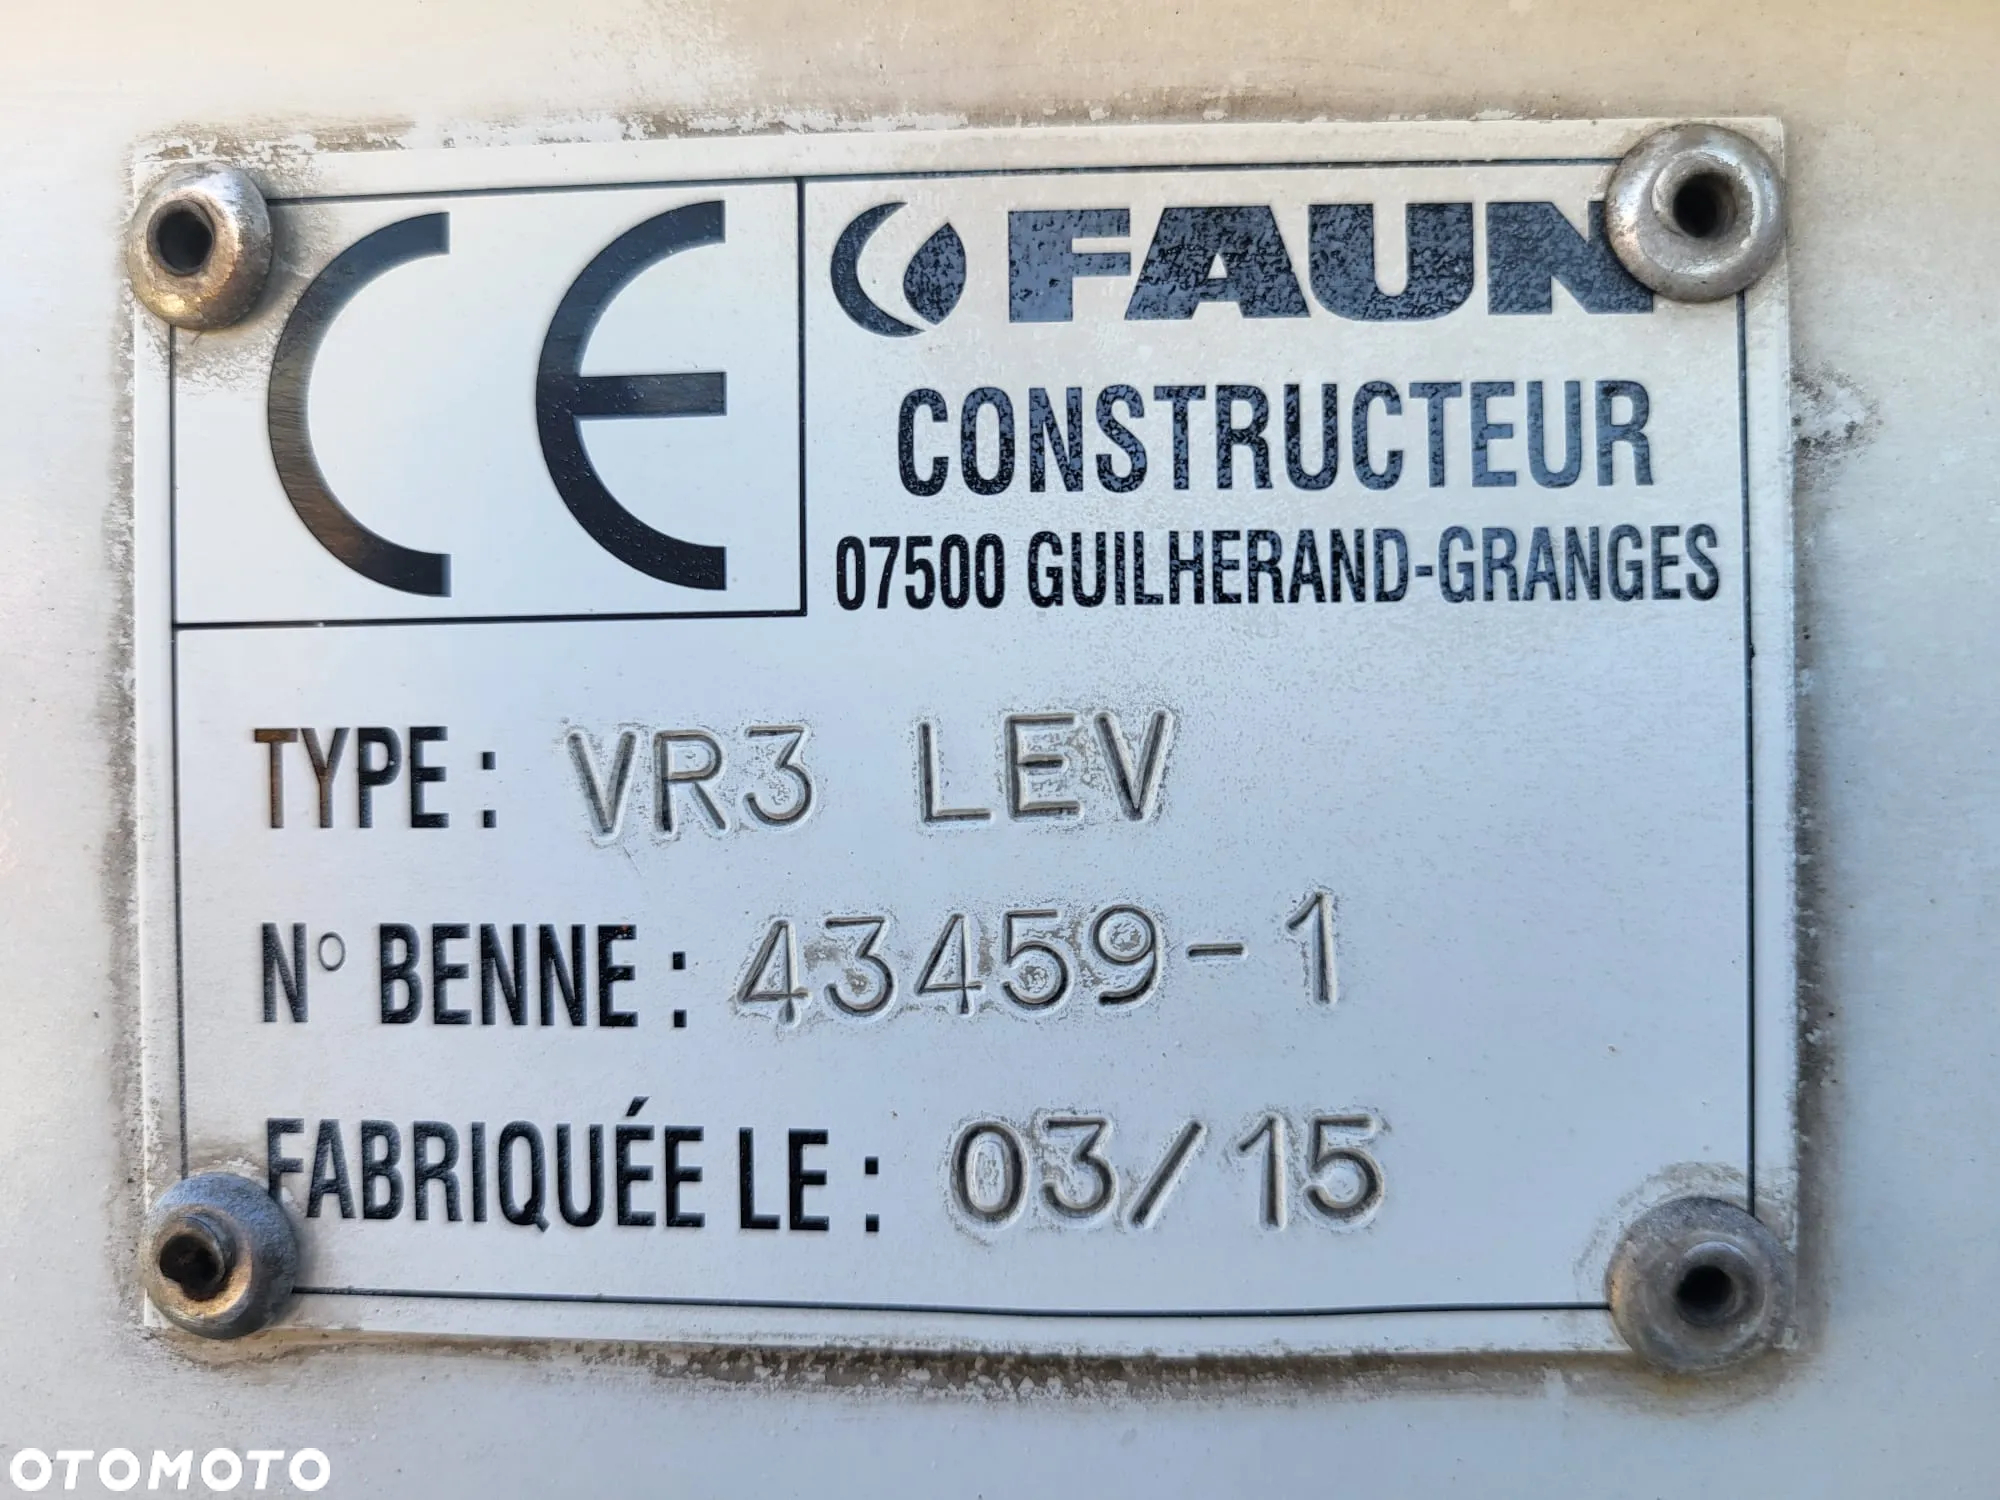 CE
FAUN
CONSTRUCTEUR
07500 GUILHERAND-GRANGES
TYPE : VR3 LEV
N° BENNE : 43459-1
FABRIQUÉE LE : 03/15
OTOMOTO